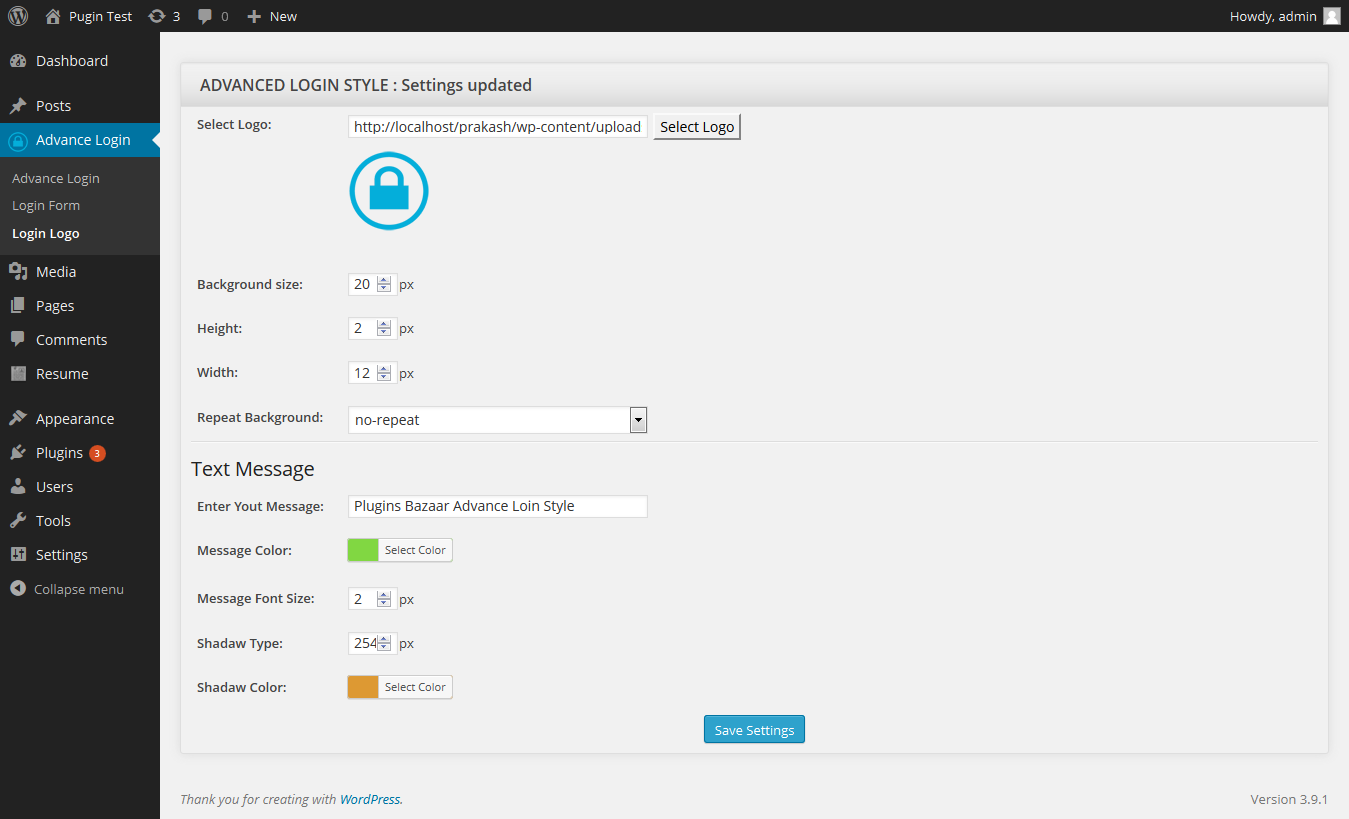 Pugin Test 3 0 New Howdy, admin
Dashboard
Posts
Advance Login
Advance Login
Login Form
Login Logo
Media
Pages
Comments
Resume
Appearance
Plugins 3
Users
Tools
Settings
Collapse menu
ADVANCED LOGIN STYLE : Settings updated
Select Logo: http://localhost/prakash/wp-content/upload Select Logo
Background size: 20 px
Height: 2 px
Width: 12 px
Repeat Background: no-repeat
Text Message
Enter Yout Message: Plugins Bazaar Advance Loin Style
Message Color: Select Color
Message Font Size: 2 px
Shadaw Type: 254 px
Shadaw Color: Select Color
Save Settings
Thank you for creating with WordPress. Version 3.9.1